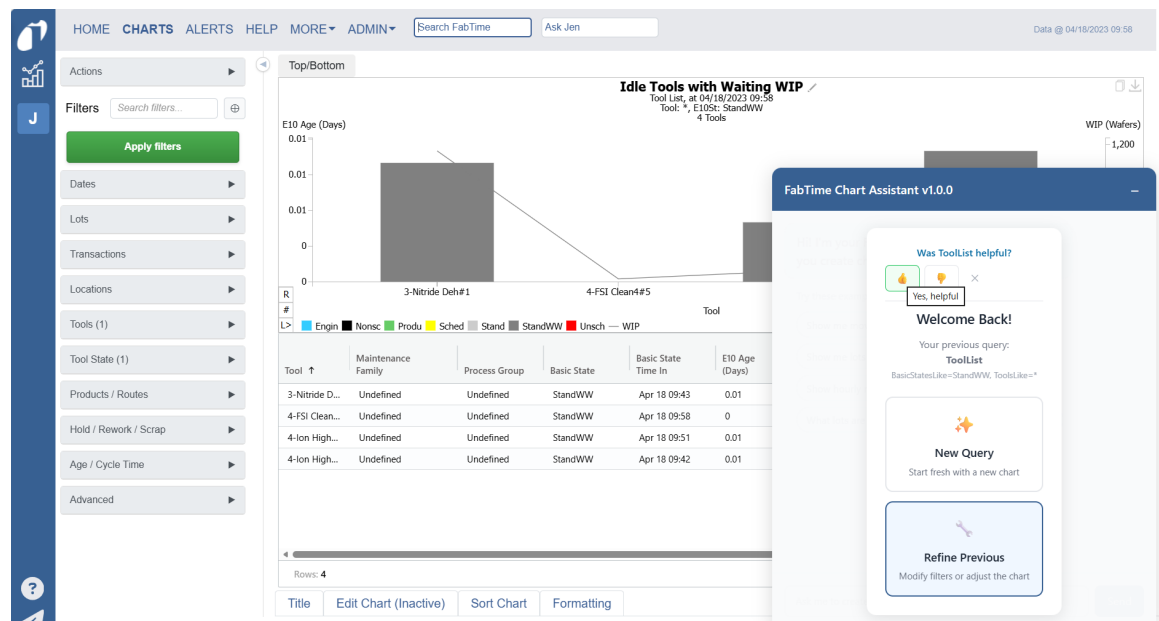 HOME CHARTS ALERTS HELP MORE ADMIN Search FabTime Ask Jen Data @ 04/18/2023 09:58
J
Actions
Filters Search filters...
Apply filters
Dates
Lots
Transactions
Locations
Tools (1)
Tool State (1)
Products / Routes
Hold / Rework / Scrap
Age / Cycle Time
Advanced
?
Top/Bottom
Idle Tools with Waiting WIP
Tool List, at 04/18/2023 09:58
Tool: *, E10St: StandWW
4 Tools
E10 Age (Days) WIP (Wafers)
0.01 1,200
0.01
0.01
0
0
3-Nitride Deh#1 4-FSI Clean4#5
R
# Tool
L> Engin Nonsc Produ Sched Stand StandWW Unsch WIP
Tool ↑ Maintenance Family Process Group Basic State Basic State Time In E10 Age (Days)
3-Nitride D... Undefined Undefined StandWW Apr 18 09:43 0.01
4-FSI Clean... Undefined Undefined StandWW Apr 18 09:58 0
4-Ion High... Undefined Undefined StandWW Apr 18 09:51 0.01
4-Ion High... Undefined Undefined StandWW Apr 18 09:42 0.01
Rows: 4
Title Edit Chart (Inactive) Sort Chart Formatting
FabTime Chart Assistant v1.0.0
Was ToolList helpful?
Yes, helpful
Welcome Back!
Your previous query:
ToolList
BasicStatesLike=StandWW, ToolsLike=*
New Query
Start fresh with a new chart
Refine Previous
Modify filters or adjust the chart